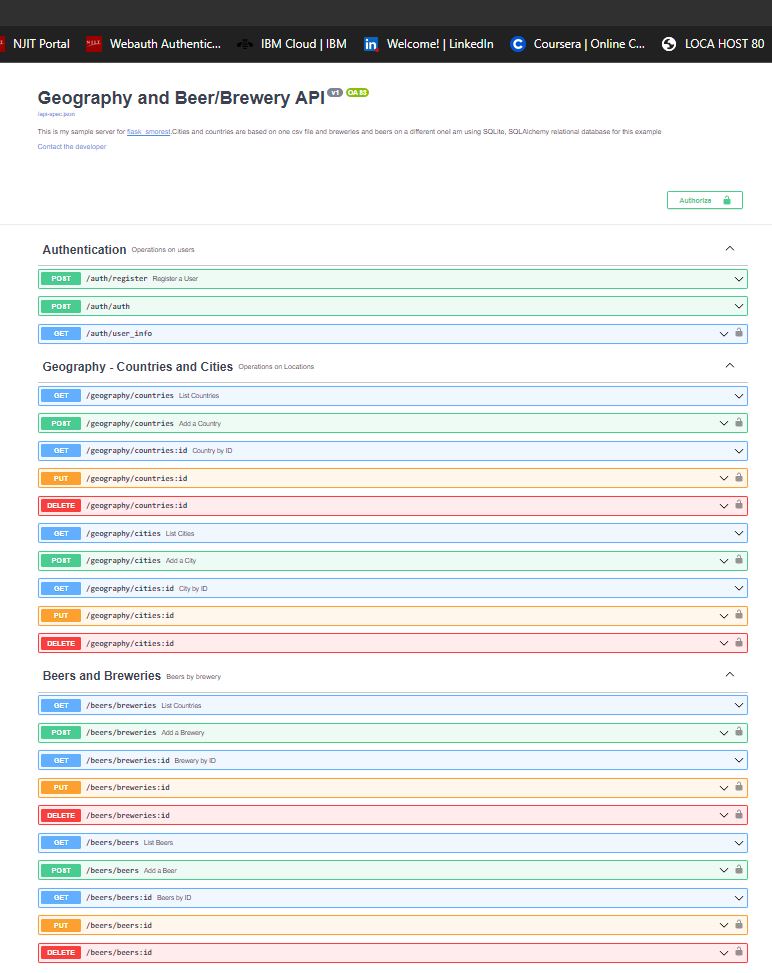 NJIT Portal
Webauth Authentic...
IBM Cloud | IBM
in Welcome! | LinkedIn
C Coursera | Online C...
LOCA HOST 80
Geography and Beer/Brewery API v1
/api-spec.json
This is my sample server for flask_smorest.Cities and countries are based on one csv file and breweries and beers on a different oneI am using SQLite, SQLAlchemy relational database for this example
Contact the developer
Authorize
Authentication Operations on users
POST /auth/register Register a User
POST /auth/auth
GET /auth/user_info
Geography - Countries and Cities Operations on Locations
GET /geography/countries List Countries
POST /geography/countries Add a Country
GET /geography/countries:id Country by ID
PUT /geography/countries:id
DELETE /geography/countries:id
GET /geography/cities List Cities
POST /geography/cities Add a City
GET /geography/cities:id City by ID
PUT /geography/cities:id
DELETE /geography/cities:id
Beers and Breweries Beers by brewery
GET /beers/breweries List Countries
POST /beers/breweries Add a Brewery
GET /beers/breweries:id Brewery by ID
PUT /beers/breweries:id
DELETE /beers/breweries:id
GET /beers/beers List Beers
POST /beers/beers Add a Beer
GET /beers/beers:id Beers by ID
PUT /beers/beers:id
DELETE /beers/beers:id